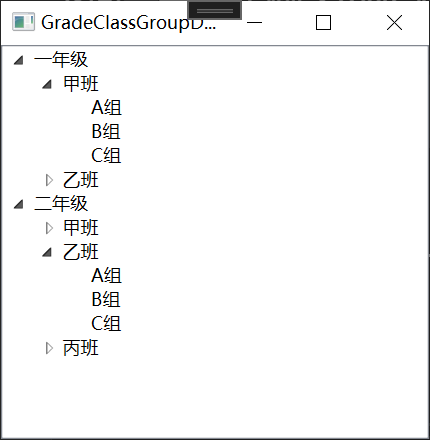 GradeClassGroupD...
一年级
甲班
A组
B组
C组
乙班
二年级
甲班
乙班
A组
B组
C组
丙班